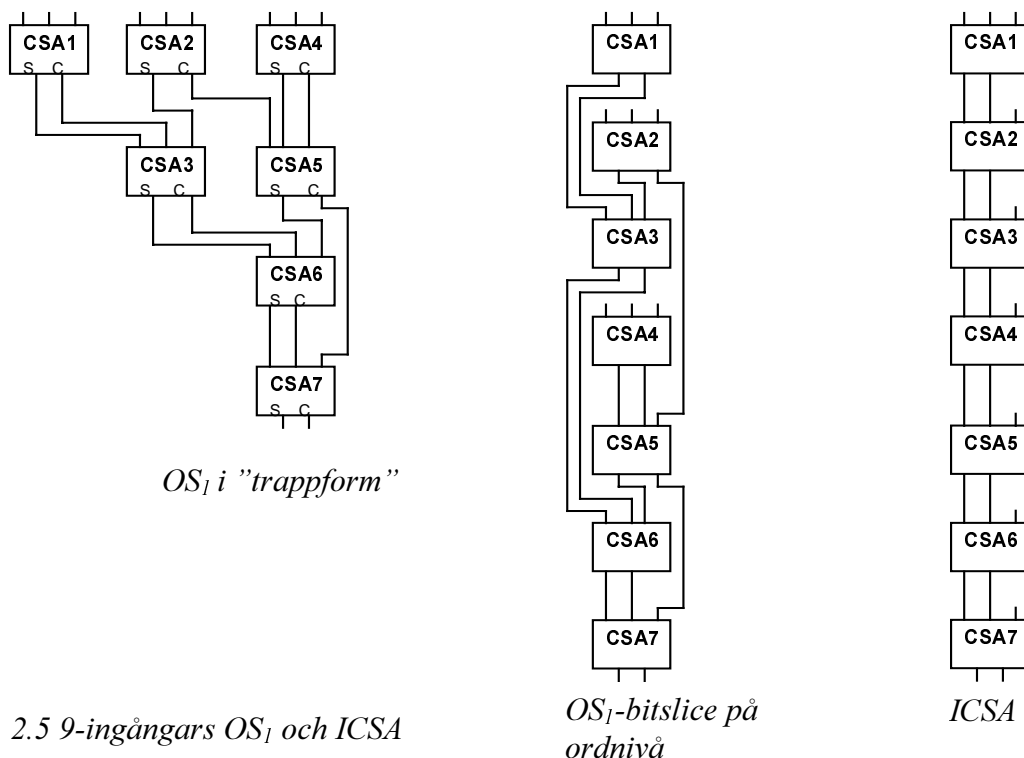 CSA1 CSA2 CSA4
S C S C S C
CSA3 CSA5
S C S C
CSA6
S C
CSA7
S C
OS1 i ”trappform”
2.5 9-ingångars OS1 och ICSA
CSA1
CSA2
CSA3
CSA4
CSA5
CSA6
CSA7
OS1-bitslice på
ordnivå
CSA1
CSA2
CSA3
CSA4
CSA5
CSA6
CSA7
ICSA